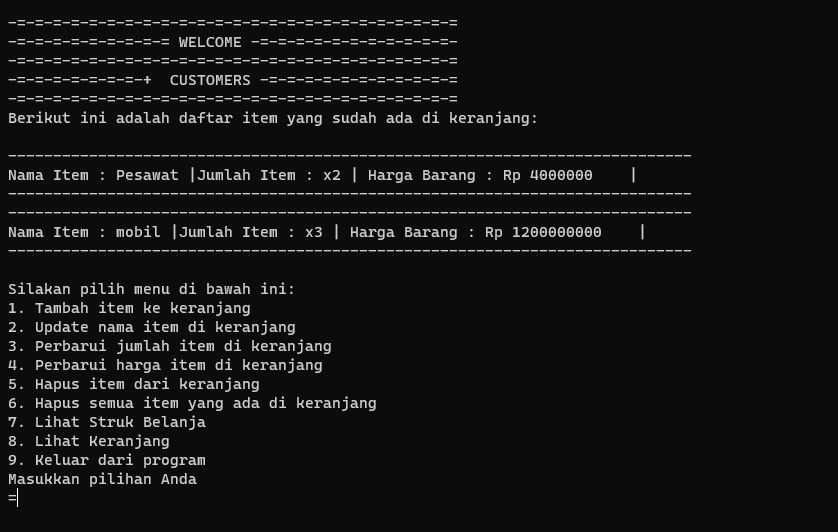 -=-=-=-=-=-=-=-=-=-=-=-=-=-=-=-=-=-=-=-=-=-=-=-=-=
-=-=-=-=-=-=-=-=-= WELCOME -=-=-=-=-=-=-=-=-=-=-=-
-=-=-=-=-=-=-=-=-=-=-=-=-=-=-=-=-=-=-=-=-=-=-=-=-=
-=-=-=-=-=-=-=-+  CUSTOMERS -=-=-=-=-=-=-=-=-=-=-=
-=-=-=-=-=-=-=-=-=-=-=-=-=-=-=-=-=-=-=-=-=-=-=-=-=
Berikut ini adalah daftar item yang sudah ada di keranjang:
----------------------------------------------------------------------------
Nama Item : Pesawat |Jumlah Item : x2 | Harga Barang : Rp 4000000    |
----------------------------------------------------------------------------
----------------------------------------------------------------------------
Nama Item : mobil |Jumlah Item : x3 | Harga Barang : Rp 1200000000    |
----------------------------------------------------------------------------
Silakan pilih menu di bawah ini:
1. Tambah item ke keranjang
2. Update nama item di keranjang
3. Perbarui jumlah item di keranjang
4. Perbarui harga item di keranjang
5. Hapus item dari keranjang
6. Hapus semua item yang ada di keranjang
7. Lihat Struk Belanja
8. Lihat Keranjang
9. Keluar dari program
Masukkan pilihan Anda
=